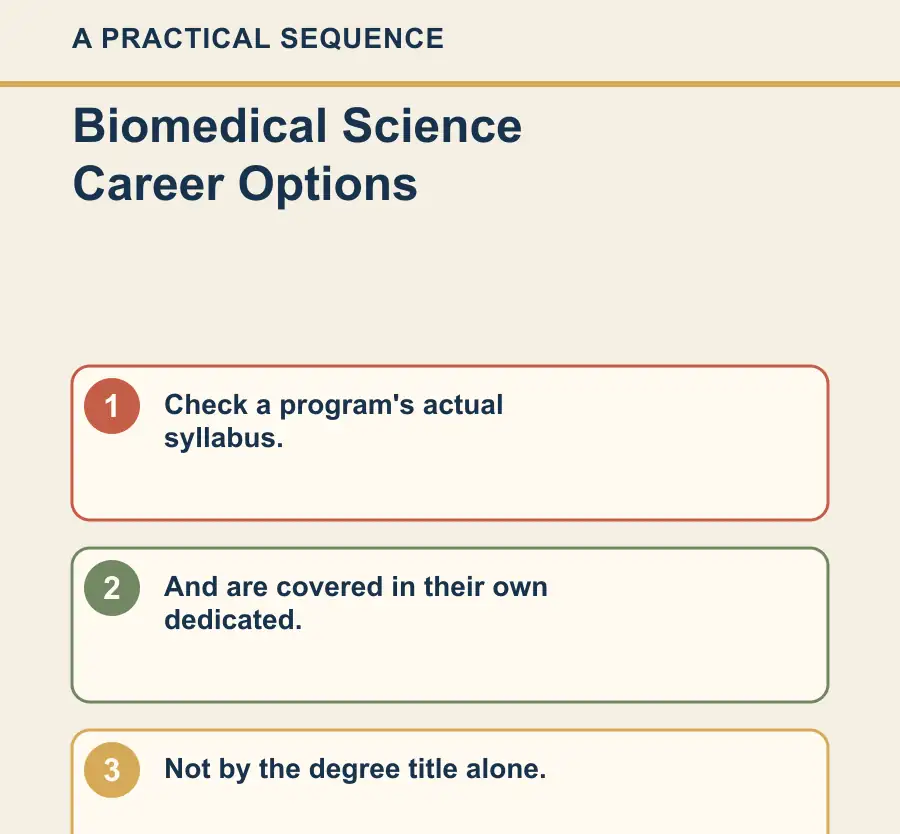 A PRACTICAL SEQUENCE
Biomedical Science
Career Options
1
Check a program's actual
syllabus.
2
And are covered in their own
dedicated.
3
Not by the degree title alone.